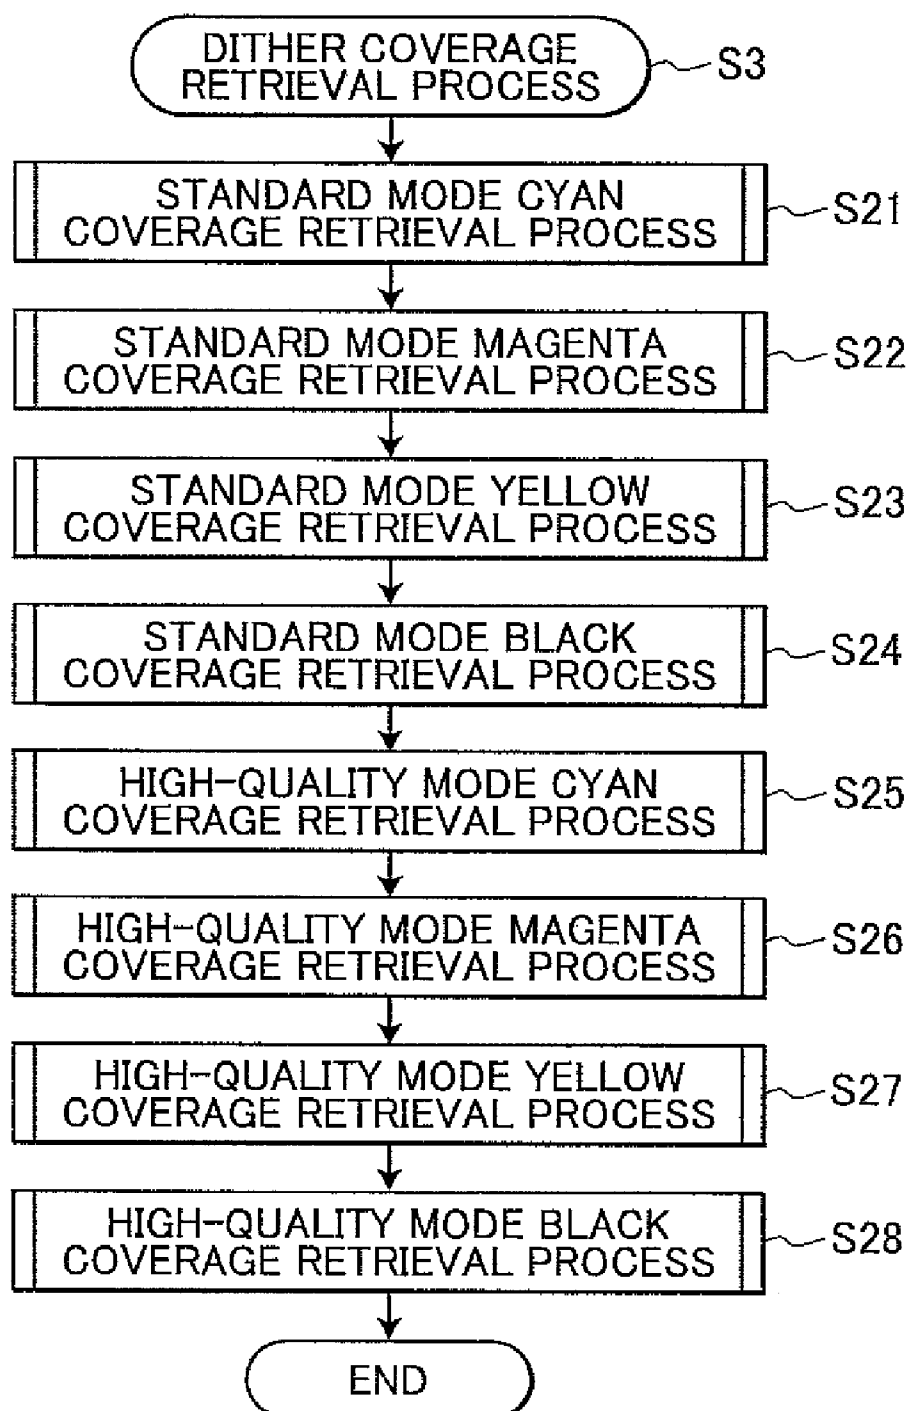 DITHER COVERAGE
RETRIEVAL PROCESS
S3
STANDARD MODE CYAN
COVERAGE RETRIEVAL PROCESS
S21
STANDARD MODE MAGENTA
COVERAGE RETRIEVAL PROCESS
S22
STANDARD MODE YELLOW
COVERAGE RETRIEVAL PROCESS
S23
STANDARD MODE BLACK
COVERAGE RETRIEVAL PROCESS
S24
HIGH-QUALITY MODE CYAN
COVERAGE RETRIEVAL PROCESS
S25
HIGH-QUALITY MODE MAGENTA
COVERAGE RETRIEVAL PROCESS
S26
HIGH-QUALITY MODE YELLOW
COVERAGE RETRIEVAL PROCESS
S27
HIGH-QUALITY MODE BLACK
COVERAGE RETRIEVAL PROCESS
S28
END